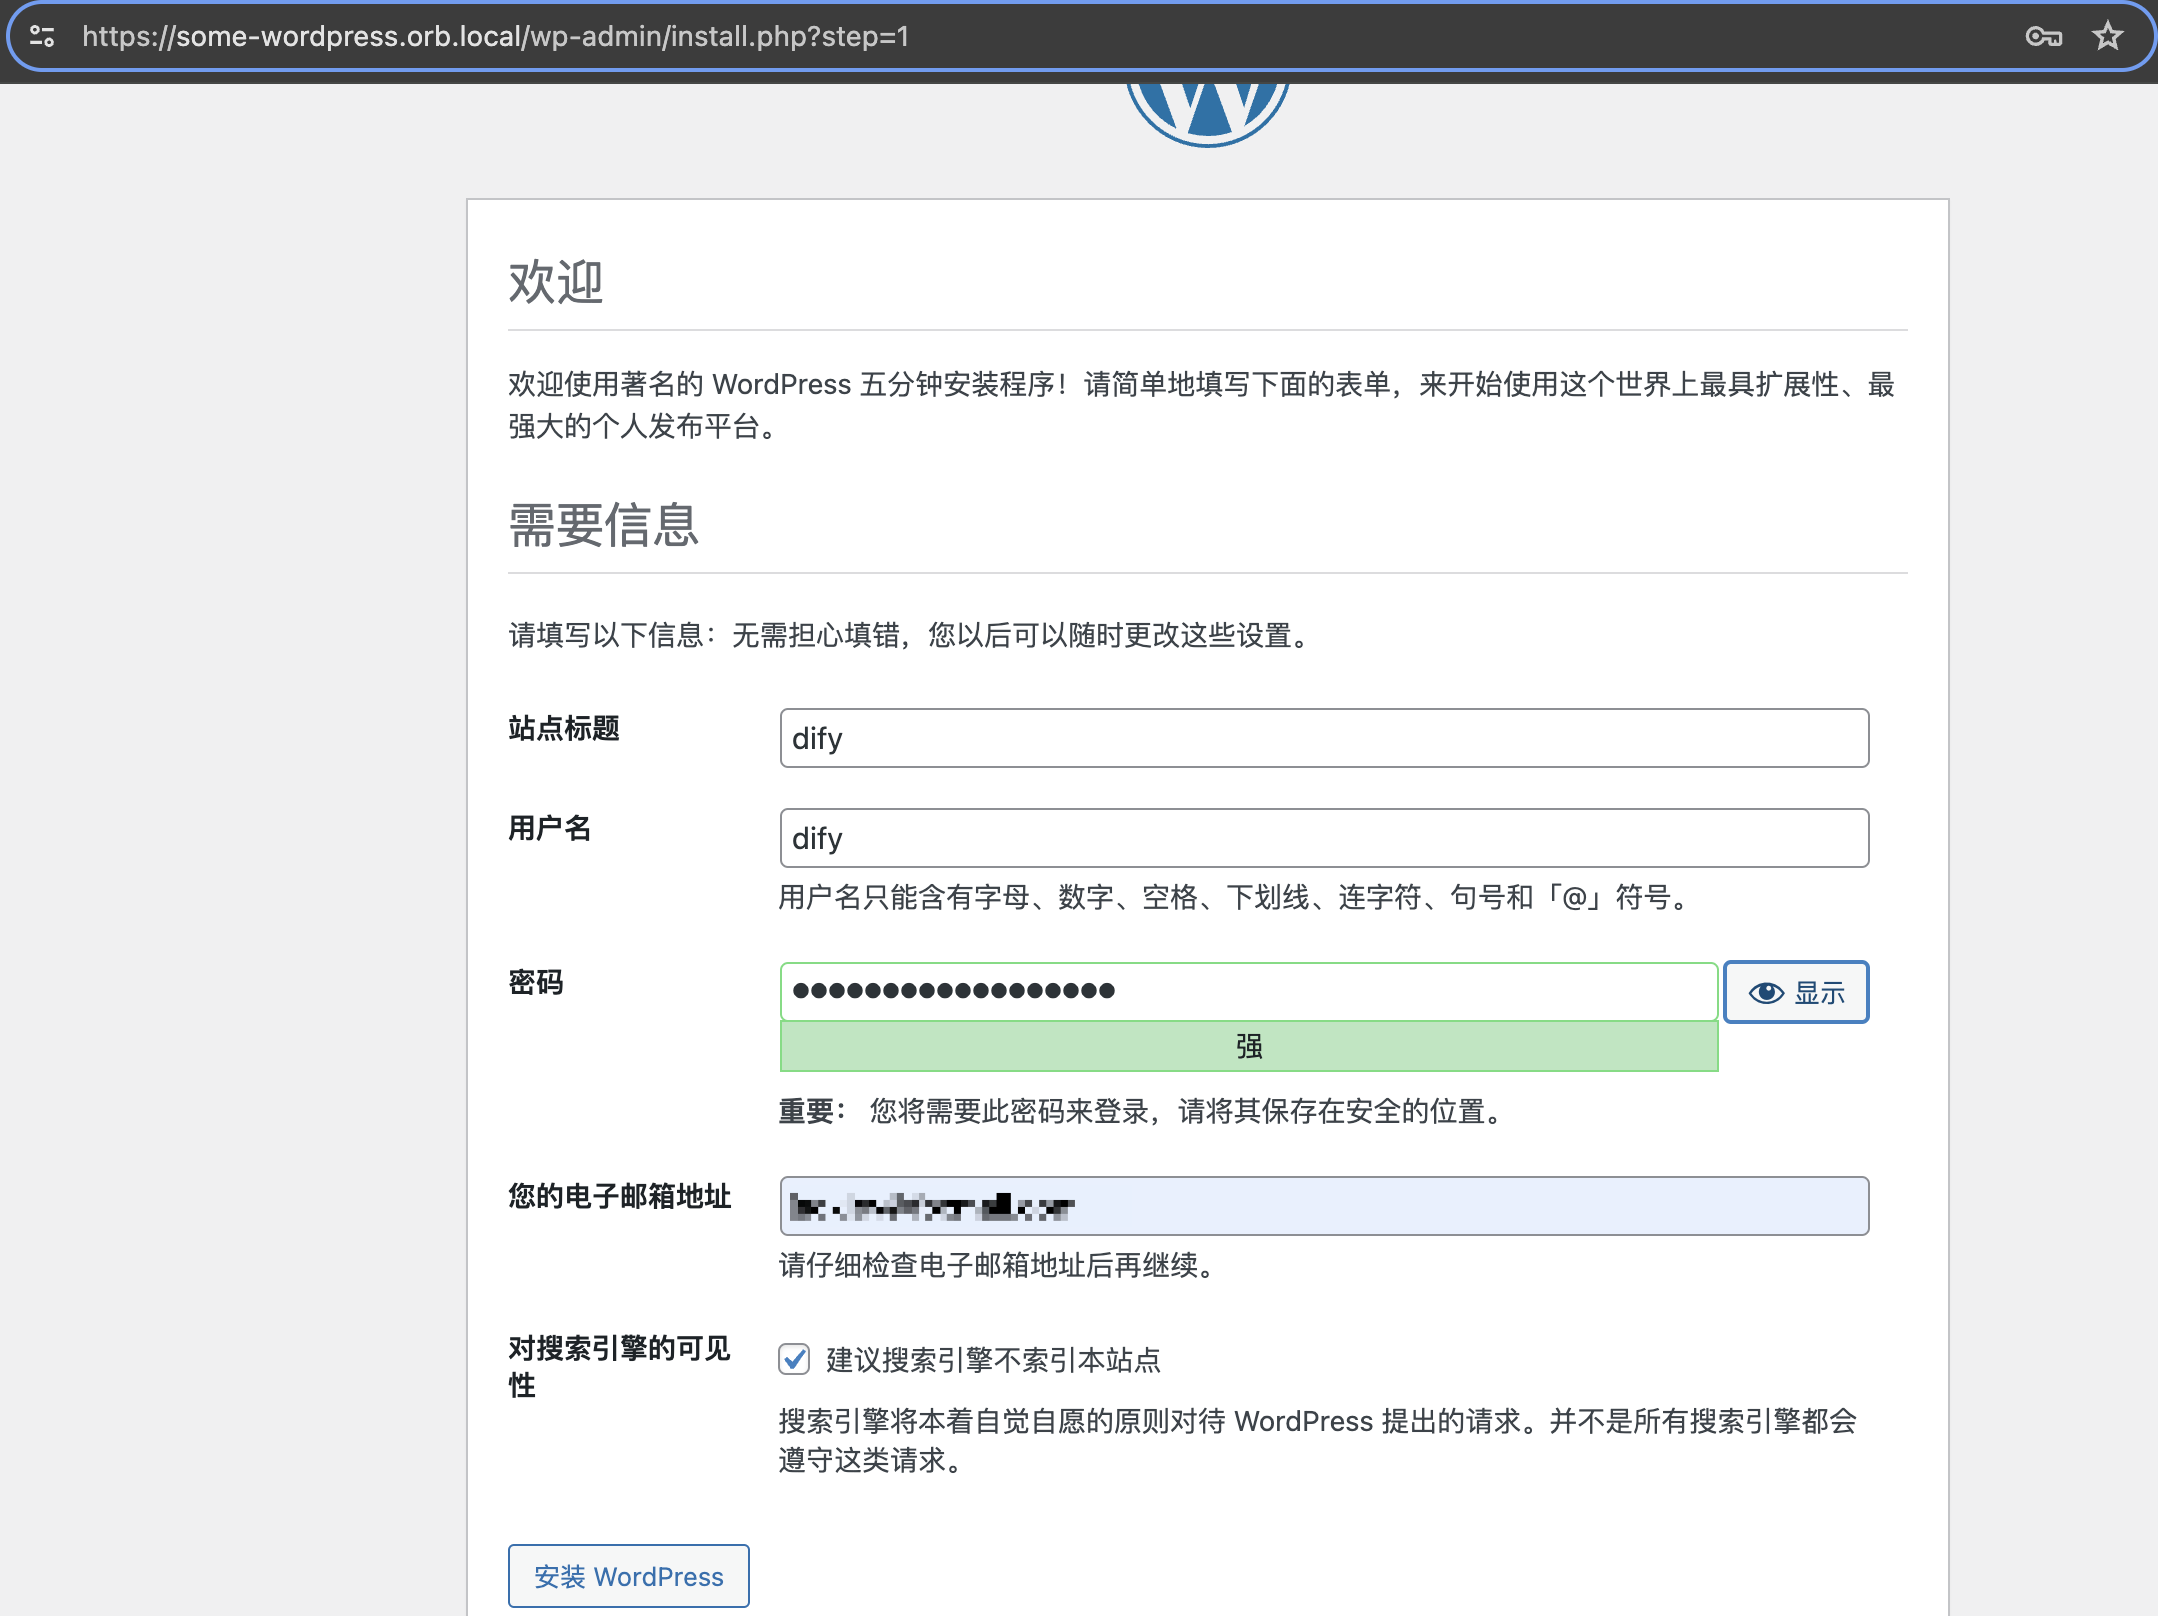 https://some-wordpress.orb.local/wp-admin/install.php?step=1
欢迎
欢迎使用著名的 WordPress 五分钟安装程序！请简单地填写下面的表单，来开始使用这个世界上最具扩展性、最
强大的个人发布平台。
需要信息
请填写以下信息：无需担心填错，您以后可以随时更改这些设置。
站点标题
dify
用户名
dify
用户名只能含有字母、数字、空格、下划线、连字符、句号和「@」符号。
密码
显示
强
重要： 您将需要此密码来登录，请将其保存在安全的位置。
您的电子邮箱地址
请仔细检查电子邮箱地址后再继续。
对搜索引擎的可见
性
建议搜索引擎不索引本站点
搜索引擎将本着自觉自愿的原则对待 WordPress 提出的请求。并不是所有搜索引擎都会
遵守这类请求。
安装 WordPress